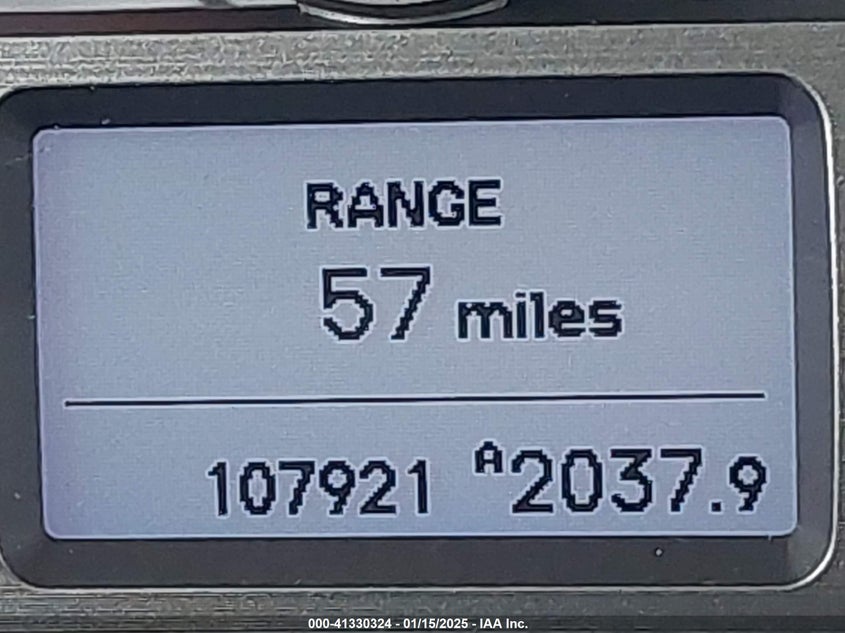 RANGE
57 miles
107921 A2037.9
000-41330324 - 01/15/2025 - IAA Inc.